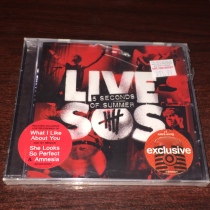 LIVE
5 SECONDS
OF SUMMER
SOS
What I Like
About You
She Looks
So Perfect
Amnesia
exclusive